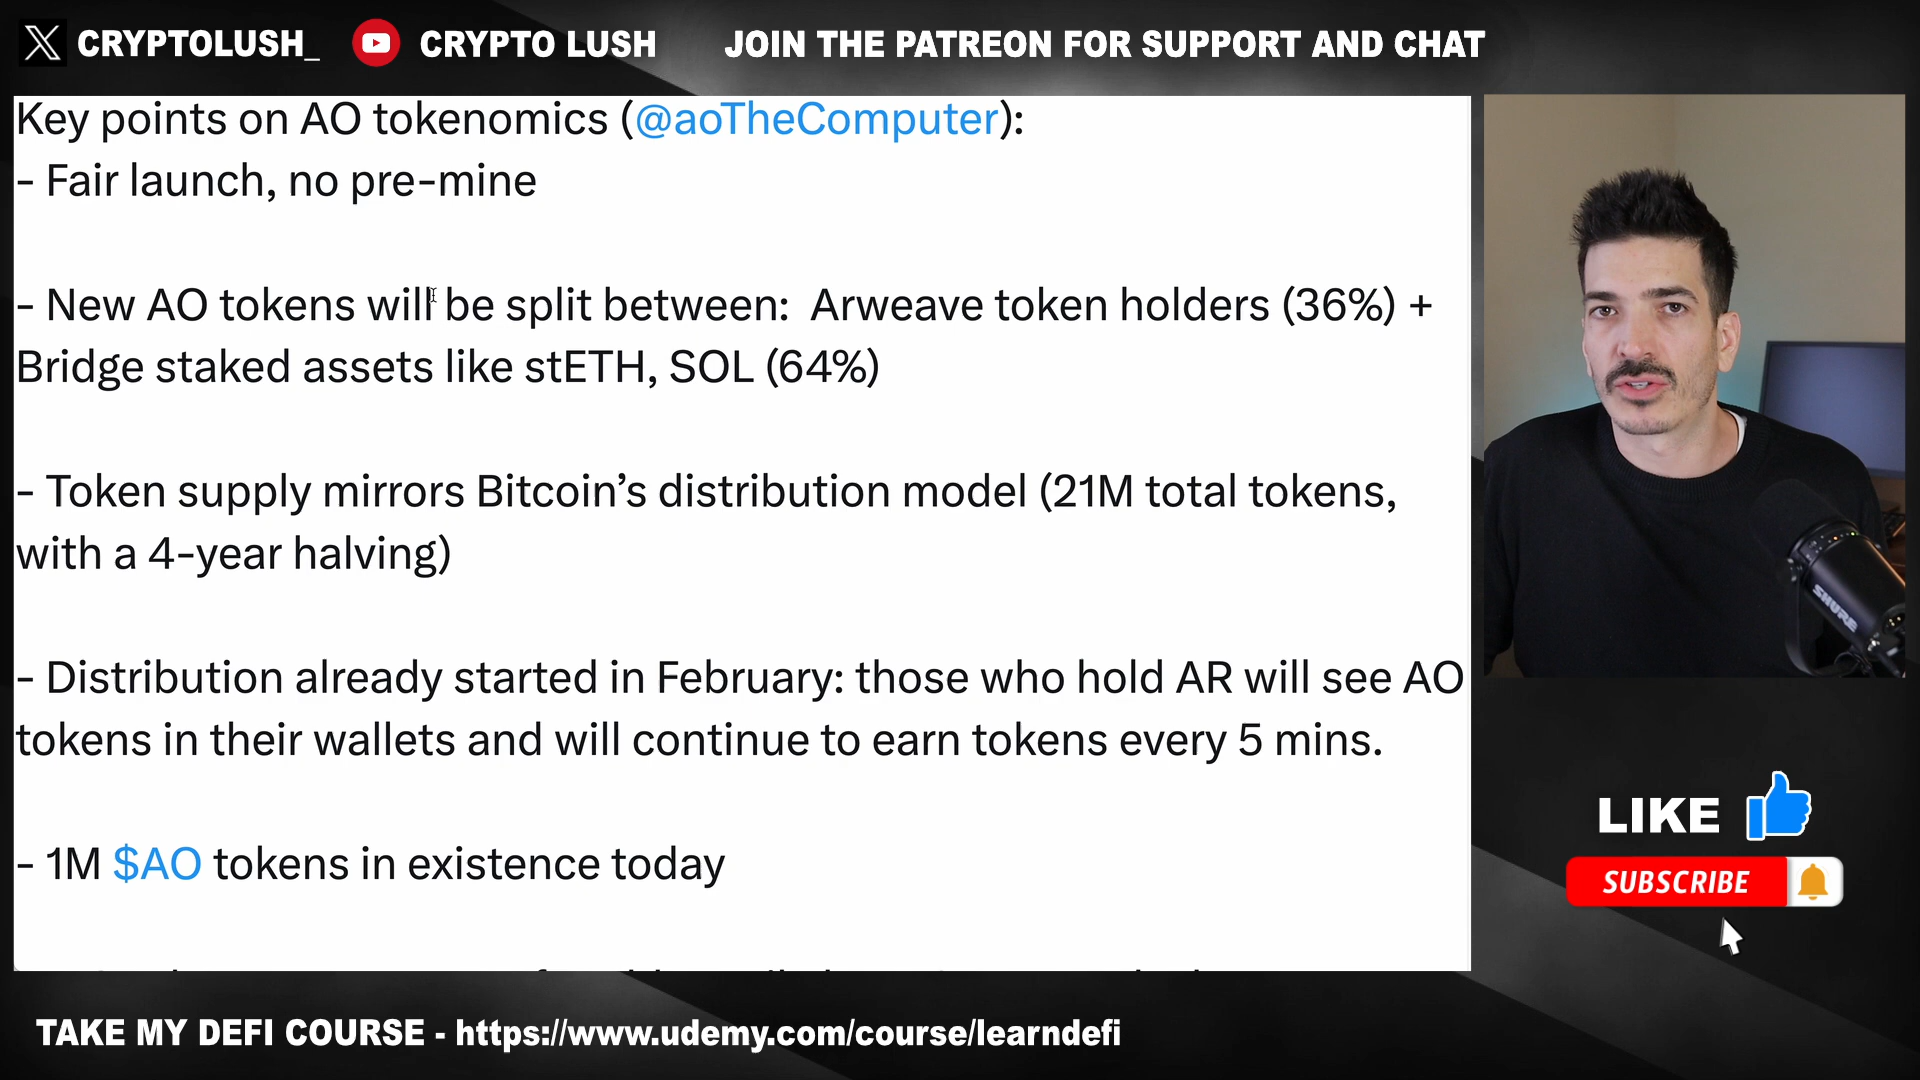 CRYPTOLUSH_ CRYPTO LUSH JOIN THE PATREON FOR SUPPORT AND CHAT
Key points on AO tokenomics (@aoTheComputer):
- Fair launch, no pre-mine
- New AO tokens will be split between: Arweave token holders (36%) +
Bridge staked assets like stETH, SOL (64%)
- Token supply mirrors Bitcoin’s distribution model (21M total tokens,
with a 4-year halving)
- Distribution already started in February: those who hold AR will see AO
tokens in their wallets and will continue to earn tokens every 5 mins.
- 1M $AO tokens in existence today
SHURE
LIKE
SUBSCRIBE
TAKE MY DEFI COURSE - https://www.udemy.com/course/learndefi